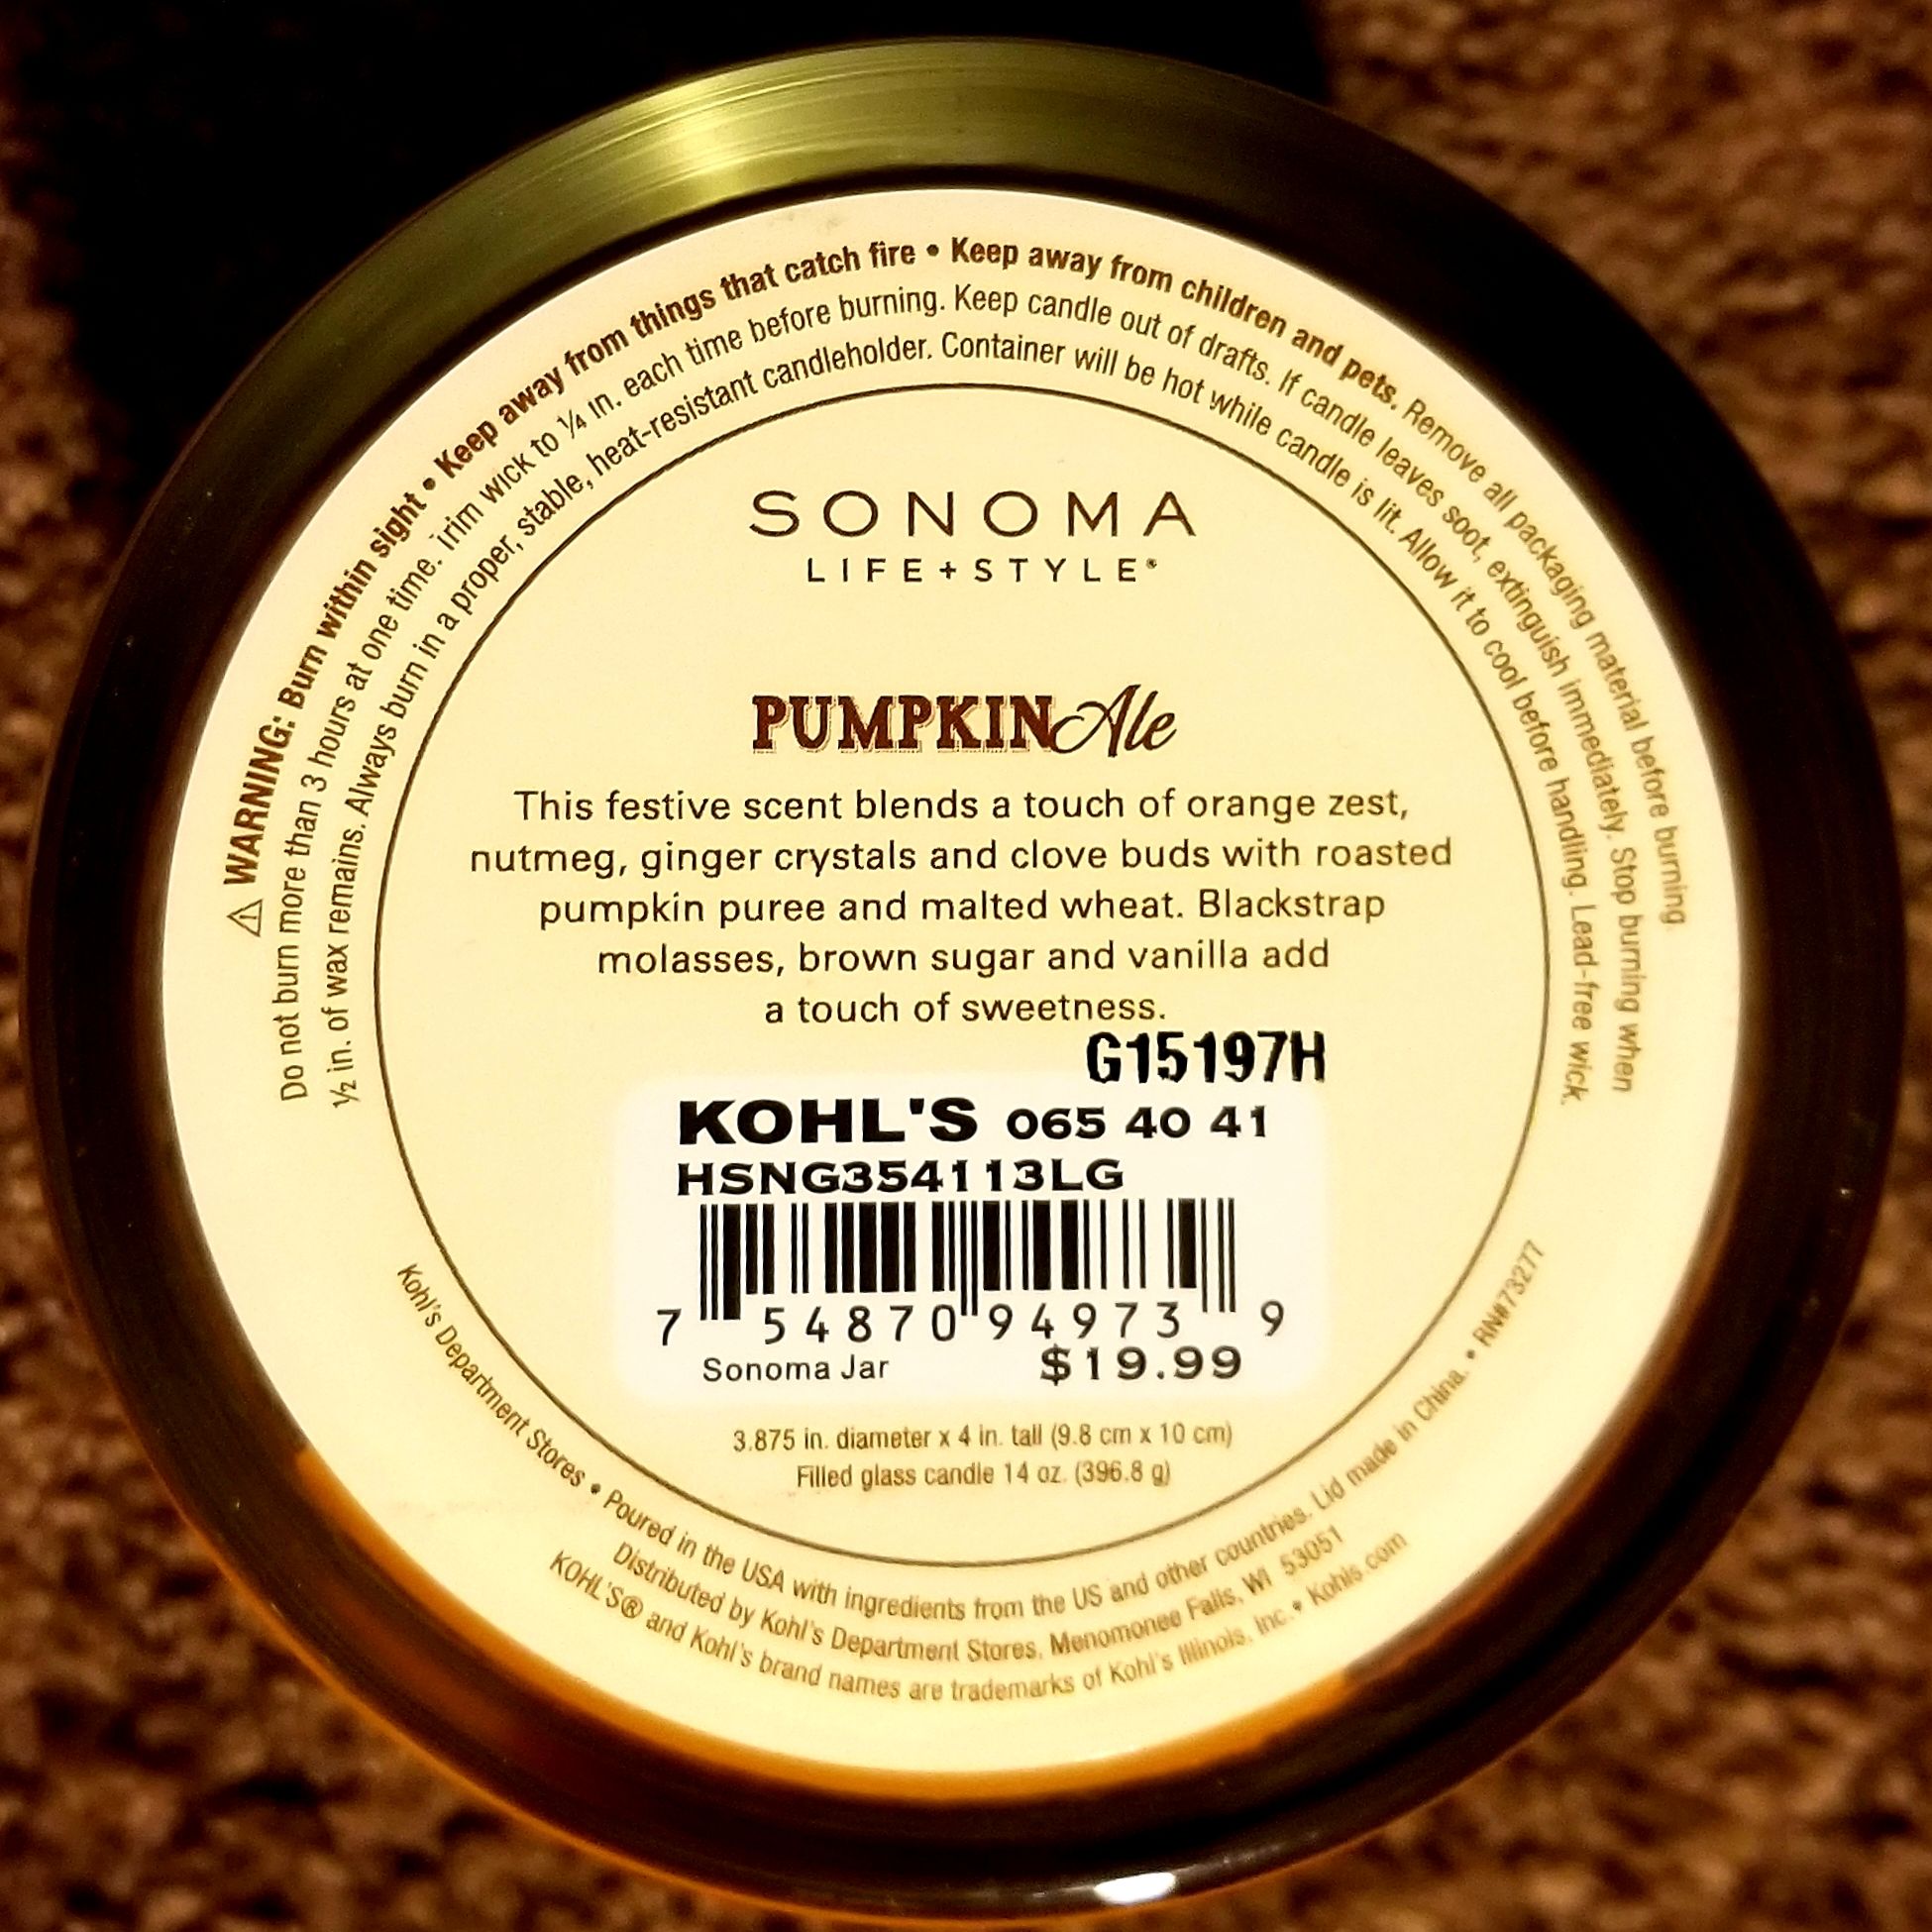 ⚠ WARNING: Burn within sight • Keep away from things that catch fire • Keep away from children and pets. Remove all packaging material before burning.
Do not burn more than 3 hours at one time. Trim wick to ¼ in. each time before burning. Keep candle out of drafts. If candle leaves soot, extinguish immediately. Stop burning when
½ in. of wax remains. Always burn in a proper, stable, heat-resistant candleholder. Container will be hot while candle is lit. Allow it to cool before handling. Lead-free wick.
SONOMA
LIFE+STYLE®
PUMPKIN Ale
This festive scent blends a touch of orange zest,
nutmeg, ginger crystals and clove buds with roasted
pumpkin puree and malted wheat. Blackstrap
molasses, brown sugar and vanilla add
a touch of sweetness.
G15197H
KOHL'S 065 40 41
HSNG354113LG
7 54870 94973 9
Sonoma Jar $19.99
3.875 in. diameter x 4 in. tall (9.8 cm x 10 cm)
Filled glass candle 14 oz. (396.8 g)
Kohl's Department Stores • Poured in the USA with ingredients from the US and other countries. Lid made in China. • RN#73277
Distributed by Kohl's Department Stores, Menomonee Falls, WI 53051
KOHL'S® and Kohl's brand names are trademarks of Kohl's Illinois, Inc. • Kohls.com